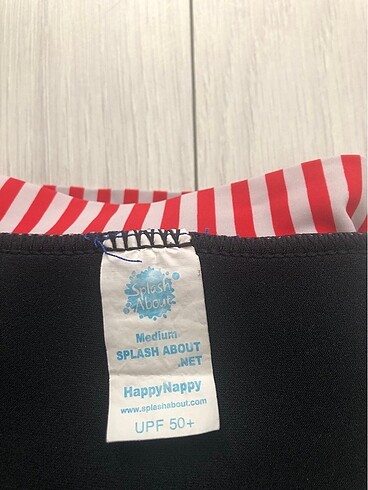 Splash
About
Medium
SPLASH ABOUT
.NET
HappyNappy
www.splashabout.com
UPF 50+